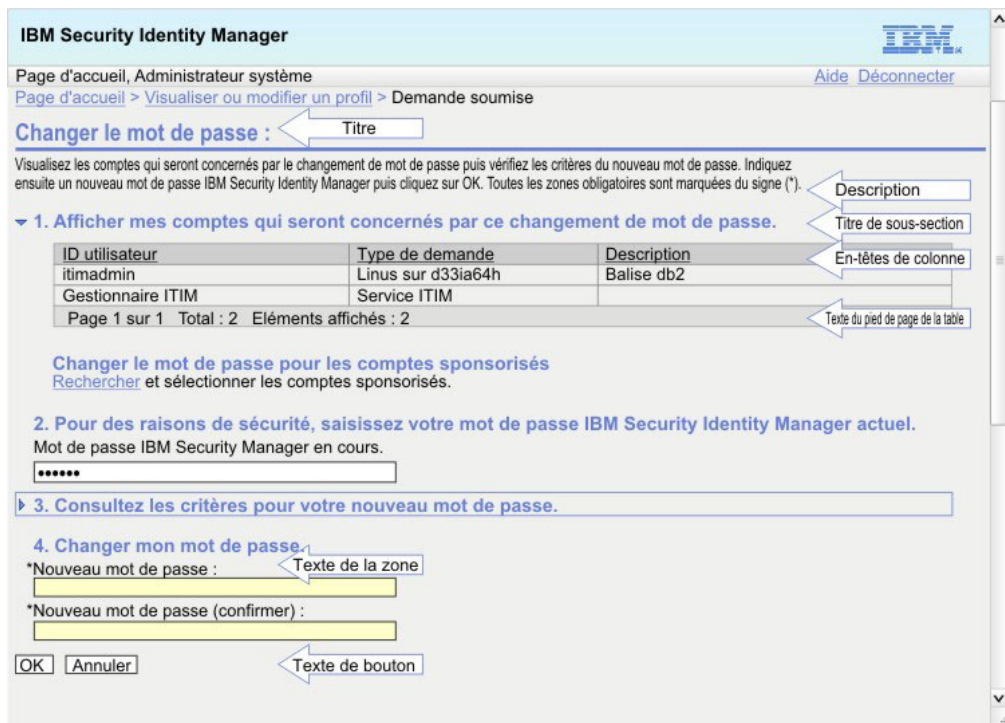 IBM Security Identity Manager
IBM
Page d'accueil, Administrateur système
Aide Déconnecter
Page d'accueil > Visualiser ou modifier un profil > Demande soumise
Changer le mot de passe :
Titre
Visualisez les comptes qui seront concernés par le changement de mot de passe puis vérifiez les critères du nouveau mot de passe. Indiquez
ensuite un nouveau mot de passe IBM Security Identity Manager puis cliquez sur OK. Toutes les zones obligatoires sont marquées du signe (*).
Description
1. Afficher mes comptes qui seront concernés par ce changement de mot de passe.
Titre de sous-section
ID utilisateur Type de demande Description
En-têtes de colonne
itimadmin Linus sur d33ia64h Balise db2
Gestionnaire ITIM Service ITIM
Page 1 sur 1 Total : 2 Eléments affichés : 2
Texte du pied de page de la table
Changer le mot de passe pour les comptes sponsorisés
Rechercher et sélectionner les comptes sponsorisés.
2. Pour des raisons de sécurité, saisissez votre mot de passe IBM Security Identity Manager actuel.
Mot de passe IBM Security Manager en cours.
••••••
3. Consultez les critères pour votre nouveau mot de passe.
4. Changer mon mot de passe.
*Nouveau mot de passe :
Texte de la zone
*Nouveau mot de passe (confirmer) :
OK Annuler
Texte de bouton